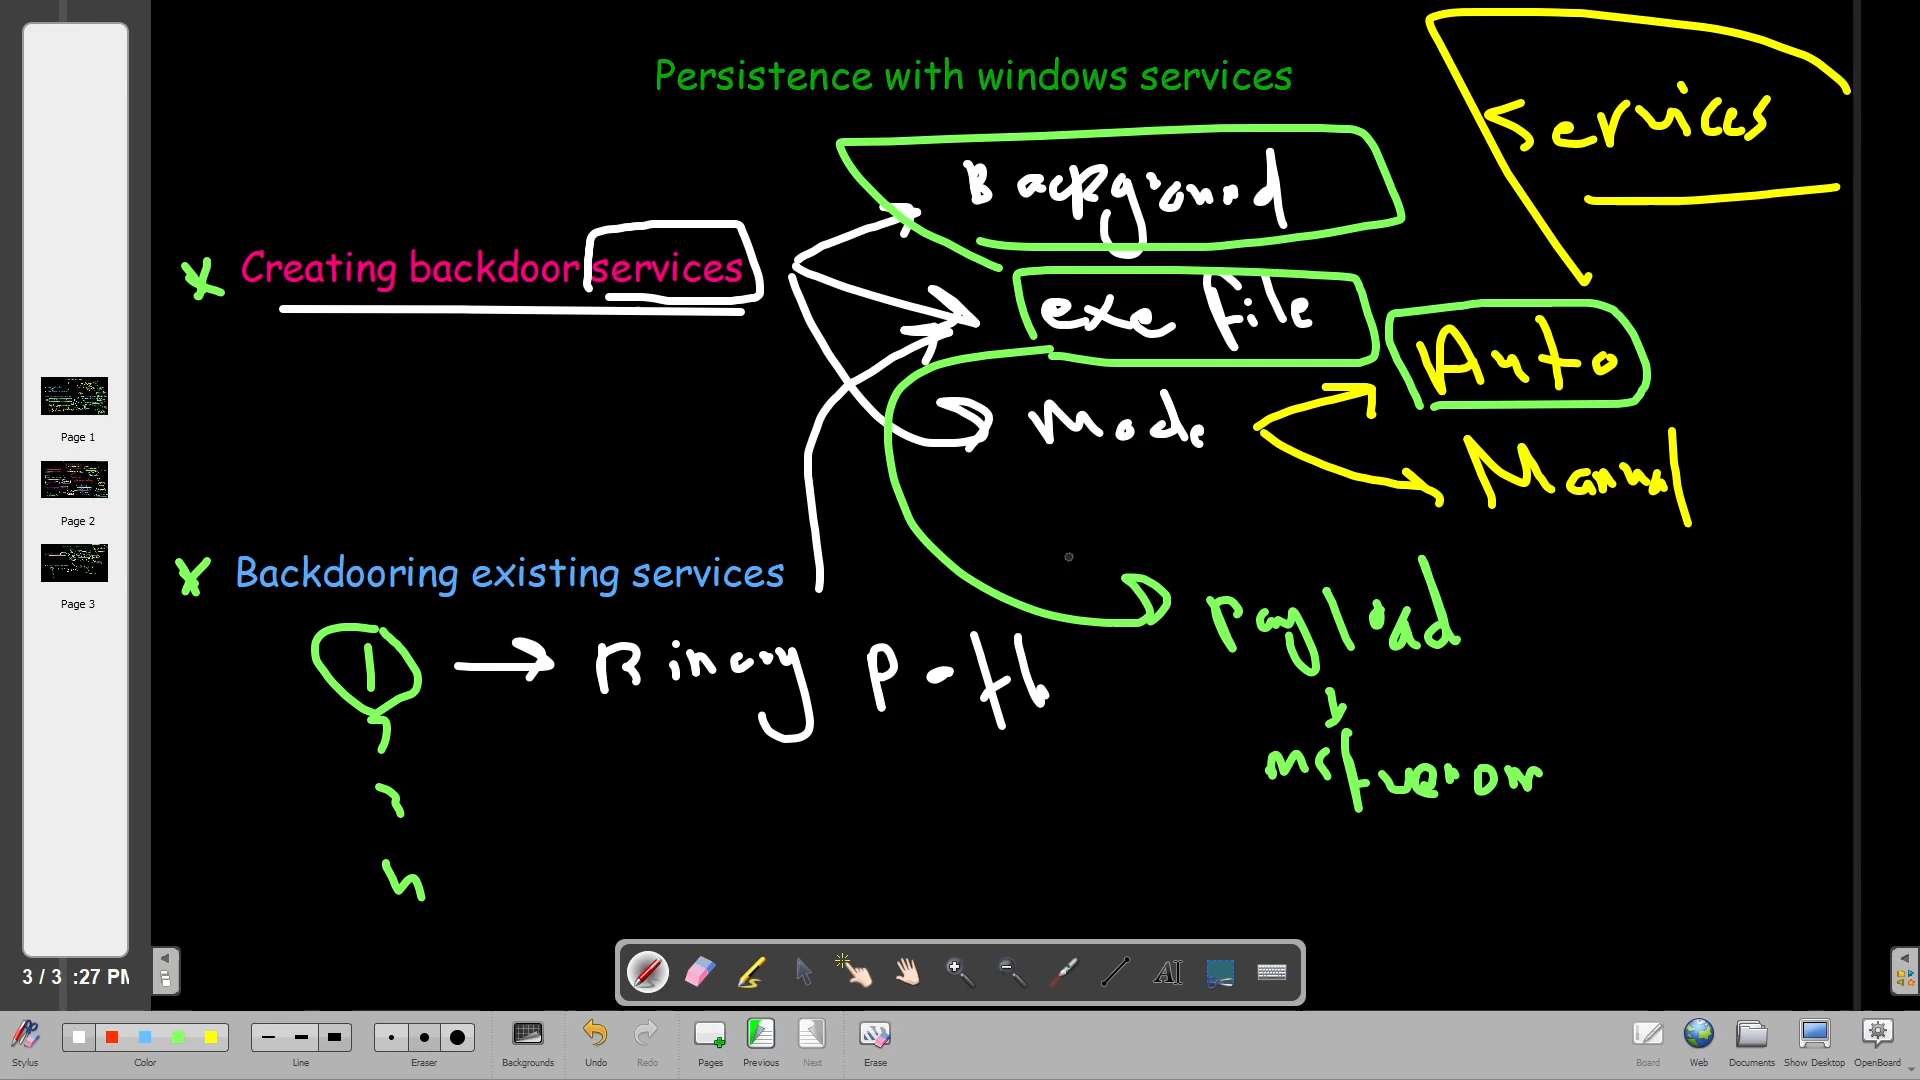 Persistence with windows services
Services
Background
Creating backdoor services
exe file
Auto
Mode
Manual
Backdooring existing services
Payload
1
Binary Path
msfvenom
Page 1
Page 2
Page 3
3 / 3 :27 PM
Stylus
Color
Line
Eraser
Backgrounds
Undo
Redo
Pages
Previous
Next
Erase
Board
Web
Documents
Show Desktop
OpenBoard